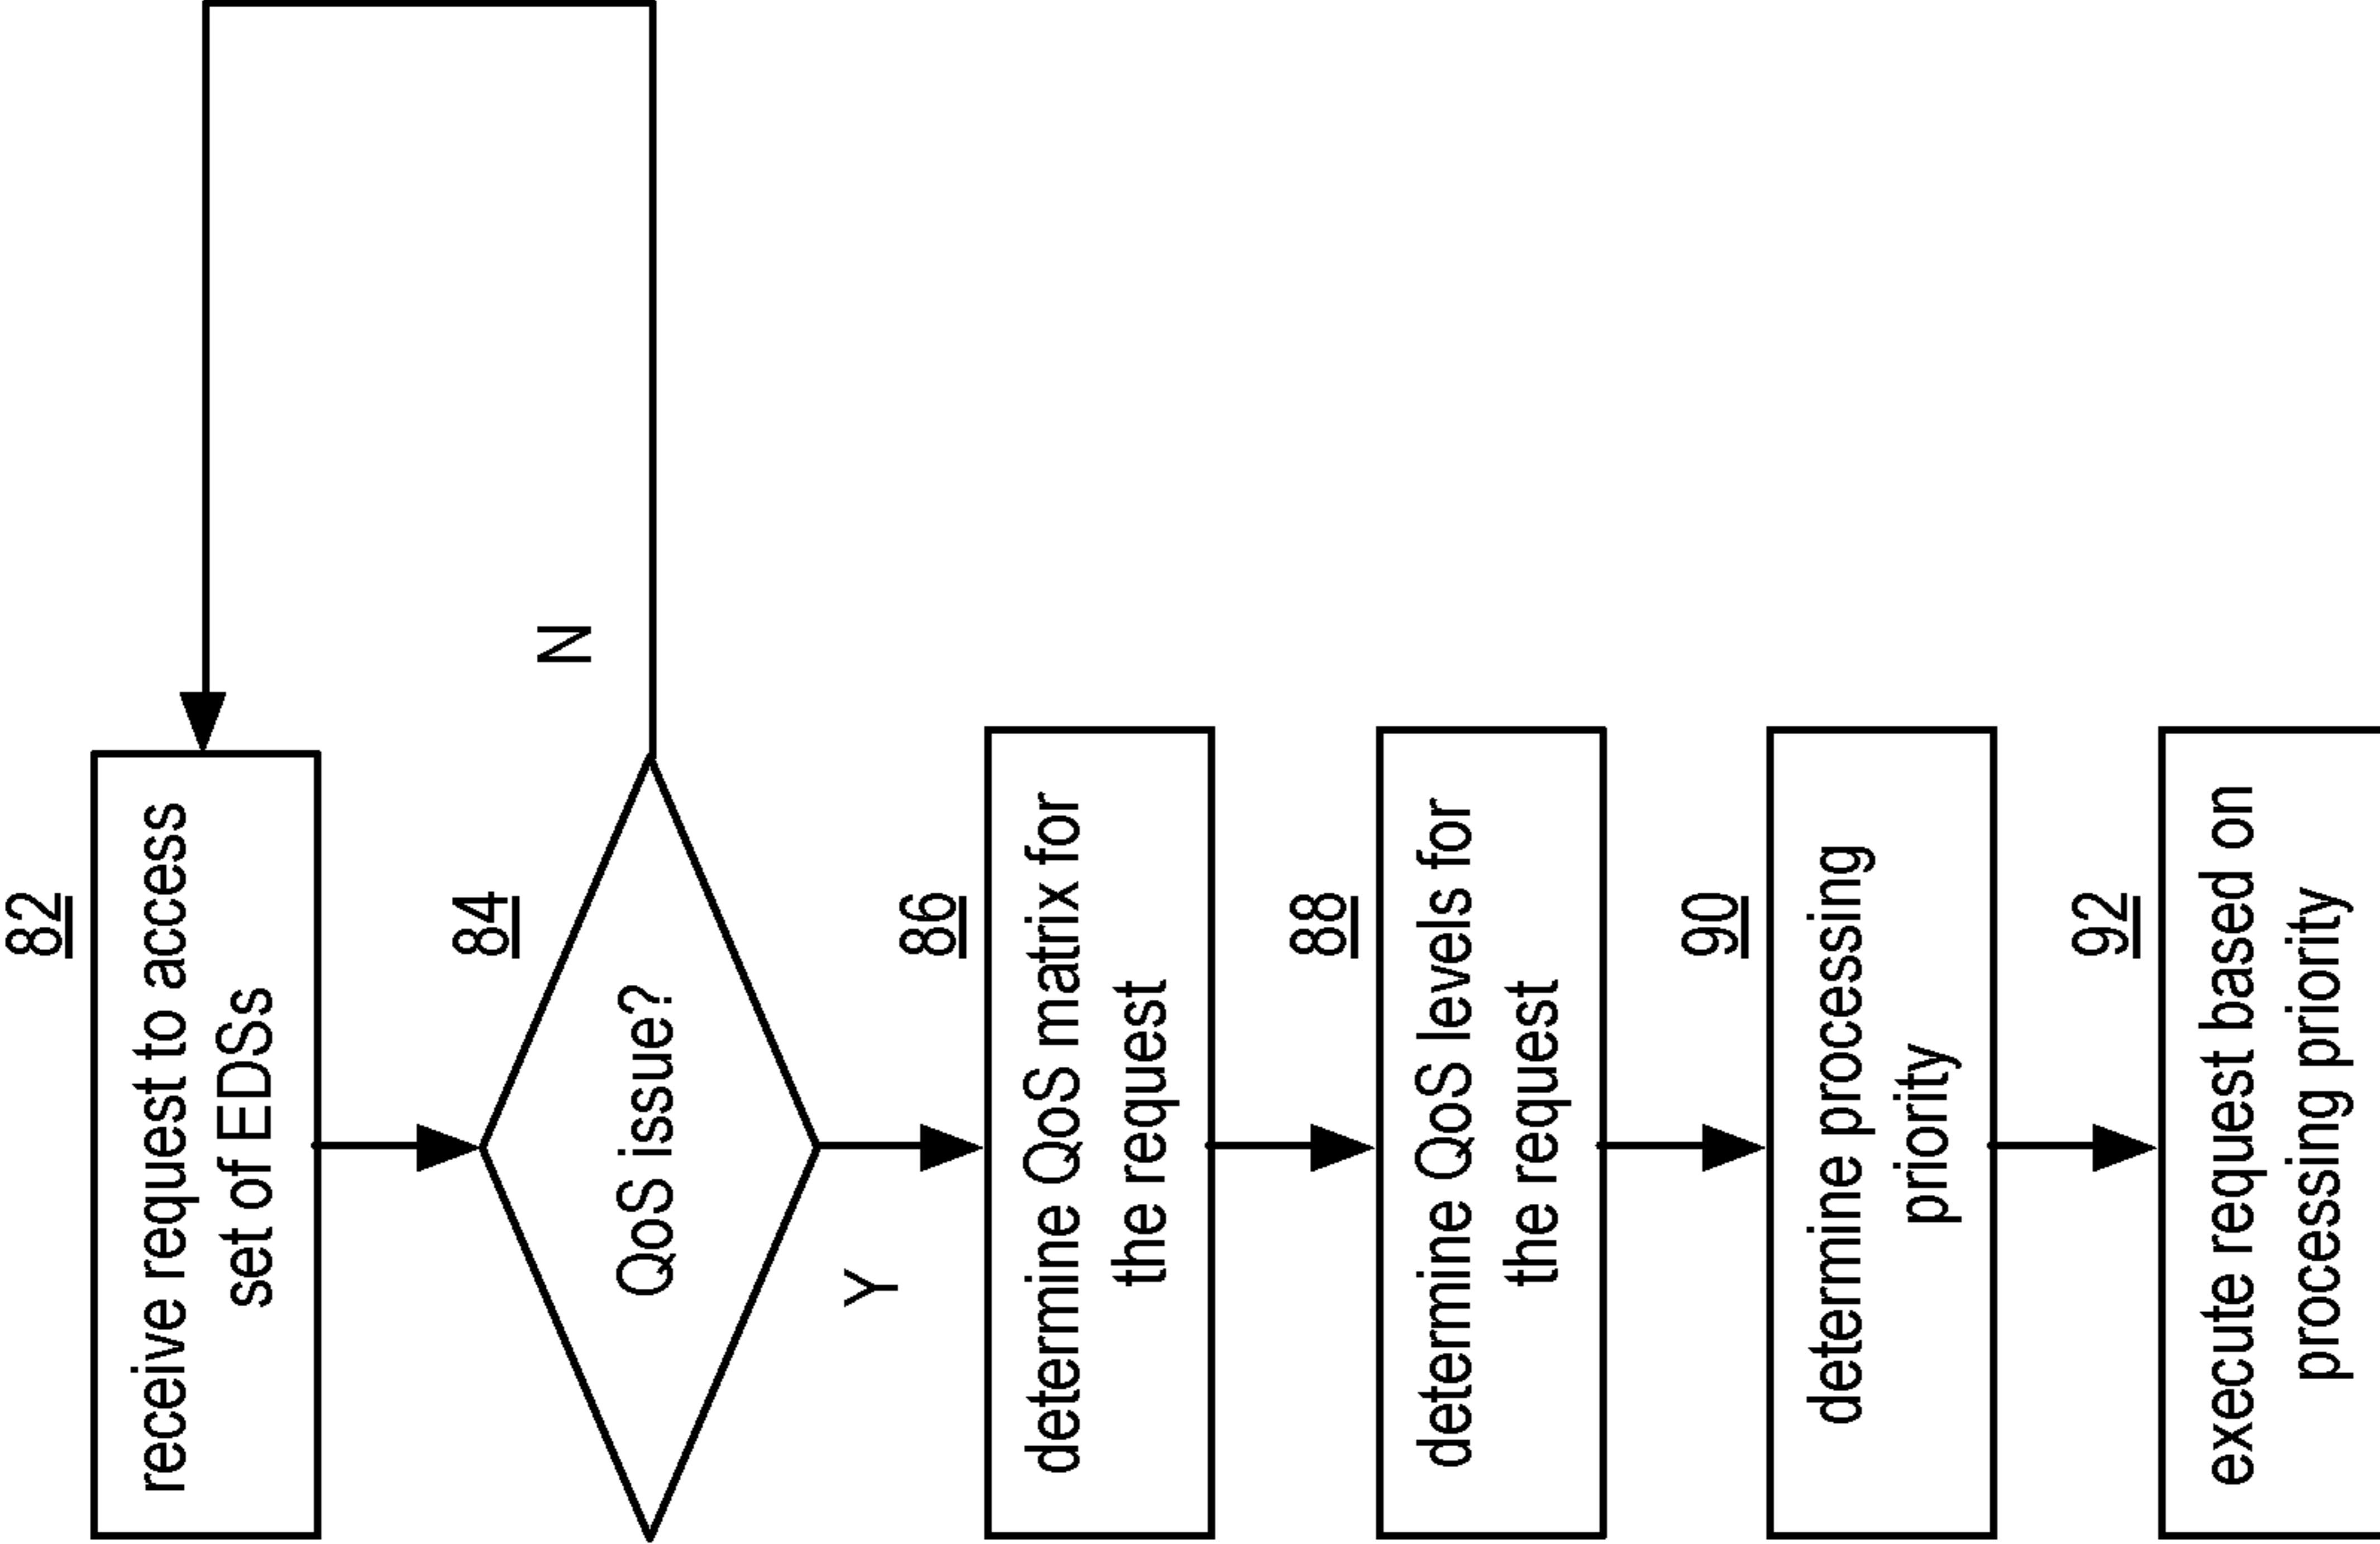 82
receive request to access
set of EDSs
84
QoS issue?
N
Y
86
determine QoS matrix for
the request
88
determine QoS levels for
the request
90
determine processing
priority
92
execute request based on
processing priority